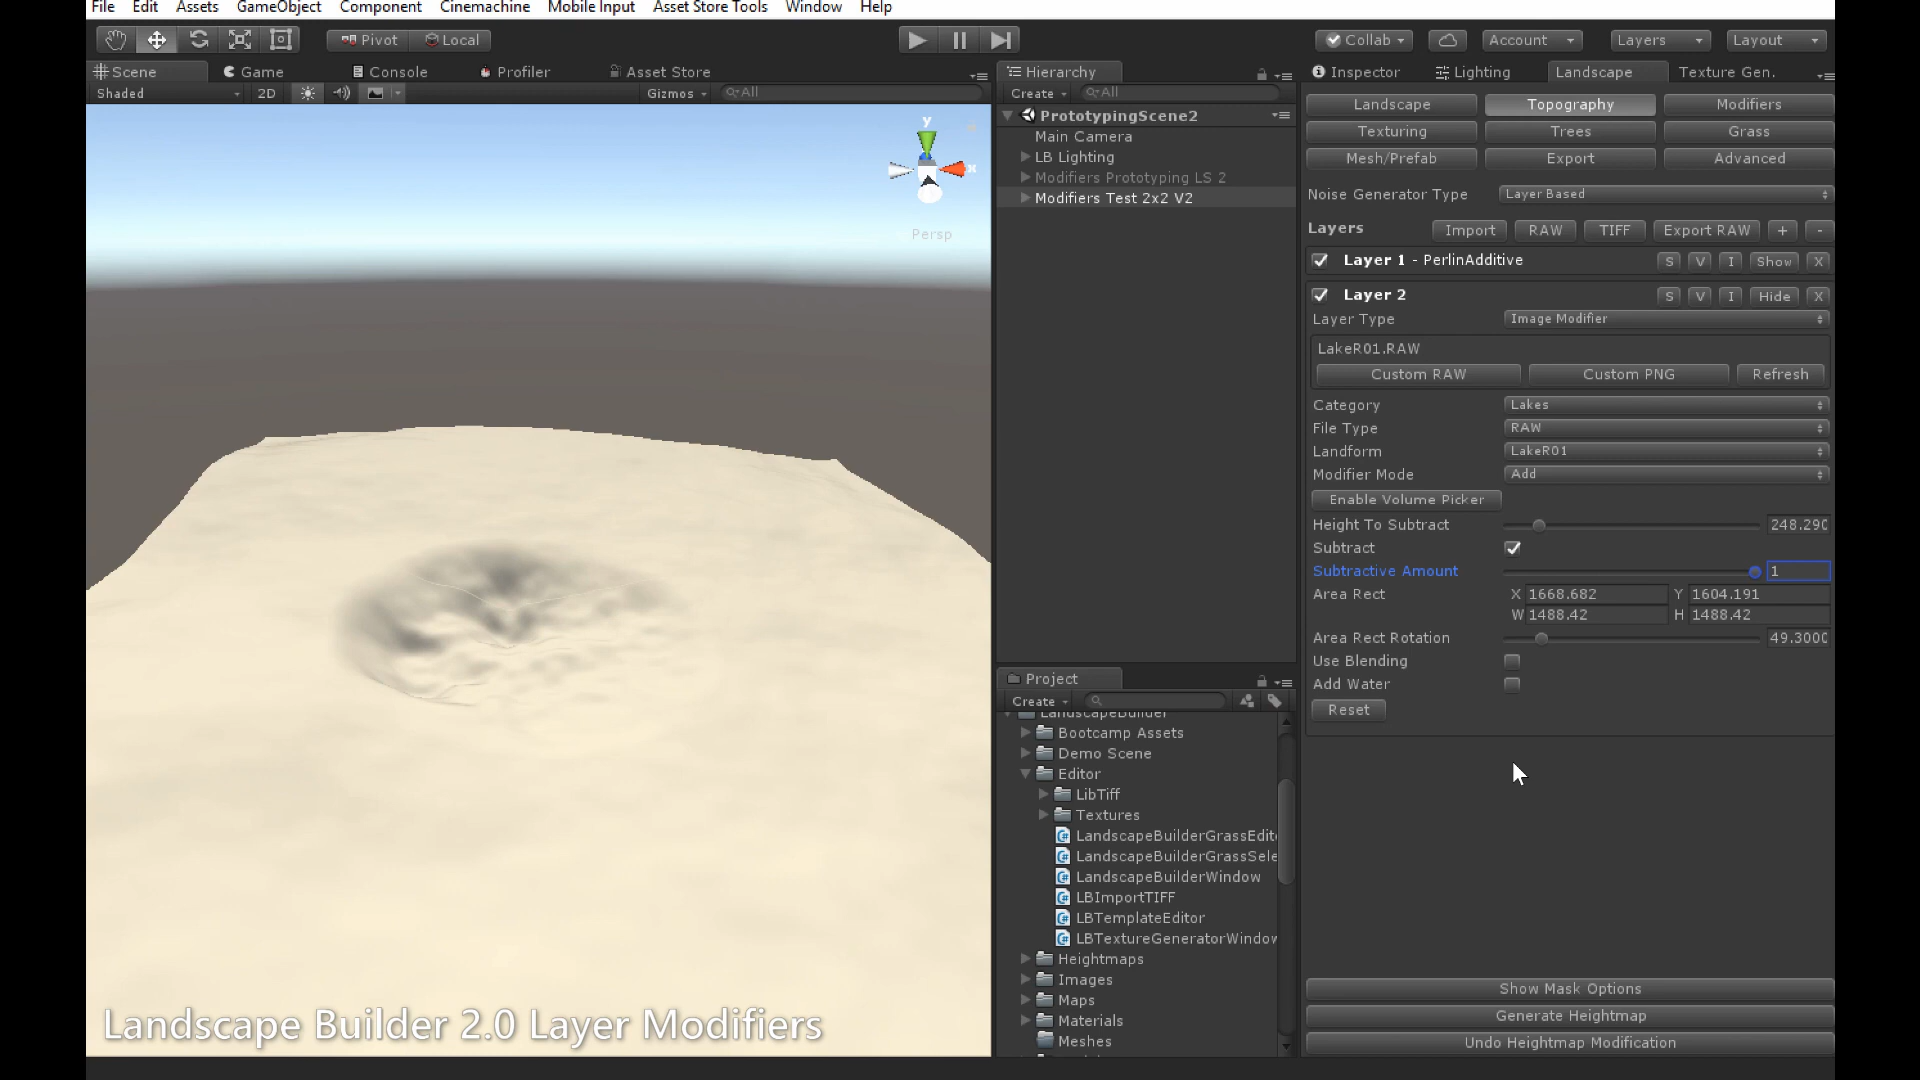 File Edit Assets GameObject Component Cinemachine Mobile Input Asset Store Tools Window Help
Pivot Local Collab Account Layers Layout
Scene Game Console Profiler Asset Store
Shaded 2D Gizmos All
y
x
Persp
Landscape Builder 2.0 Layer Modifiers
Hierarchy
Create All
PrototypingScene2
Main Camera
LB Lighting
Modifiers Prototyping LS 2
Modifiers Test 2x2 V2
Project
Create
LandscapeBuilder
Bootcamp Assets
Demo Scene
Editor
LibTiff
Textures
LandscapeBuilderGrassEdit
LandscapeBuilderGrassSele
LandscapeBuilderWindow
LBImportTIFF
LBTemplateEditor
LBTextureGeneratorWindow
Heightmaps
Images
Maps
Materials
Meshes
Inspector Lighting Landscape Texture Gen.
Landscape Topography Modifiers
Texturing Trees Grass
Mesh/Prefab Export Advanced
Noise Generator Type Layer Based
Layers Import RAW TIFF Export RAW + -
Layer 1 - PerlinAdditive S V I Show X
Layer 2 S V I Hide X
Layer Type Image Modifier
LakeR01.RAW
Custom RAW Custom PNG Refresh
Category Lakes
File Type RAW
Landform LakeR01
Modifier Mode Add
Enable Volume Picker
Height To Subtract 248.290
Subtract
Subtractive Amount 1
Area Rect X 1668.682 Y 1604.191
W 1488.42 H 1488.42
Area Rect Rotation 49.3000
Use Blending
Add Water
Reset
Show Mask Options
Generate Heightmap
Undo Heightmap Modification